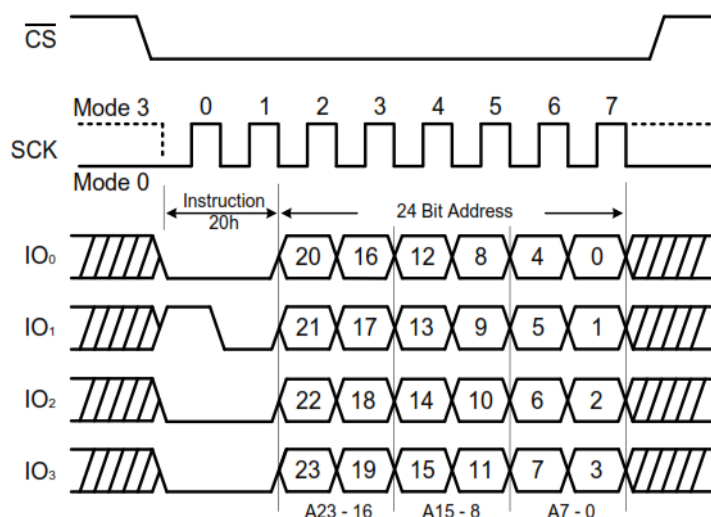 CS
Mode 3 0 1 2 3 4 5 6 7
SCK
Mode 0
Instruction
20h
24 Bit Address
IO₀ 20 16 12 8 4 0
IO₁ 21 17 13 9 5 1
IO₂ 22 18 14 10 6 2
IO₃ 23 19 15 11 7 3
A23 - 16 A15 - 8 A7 - 0